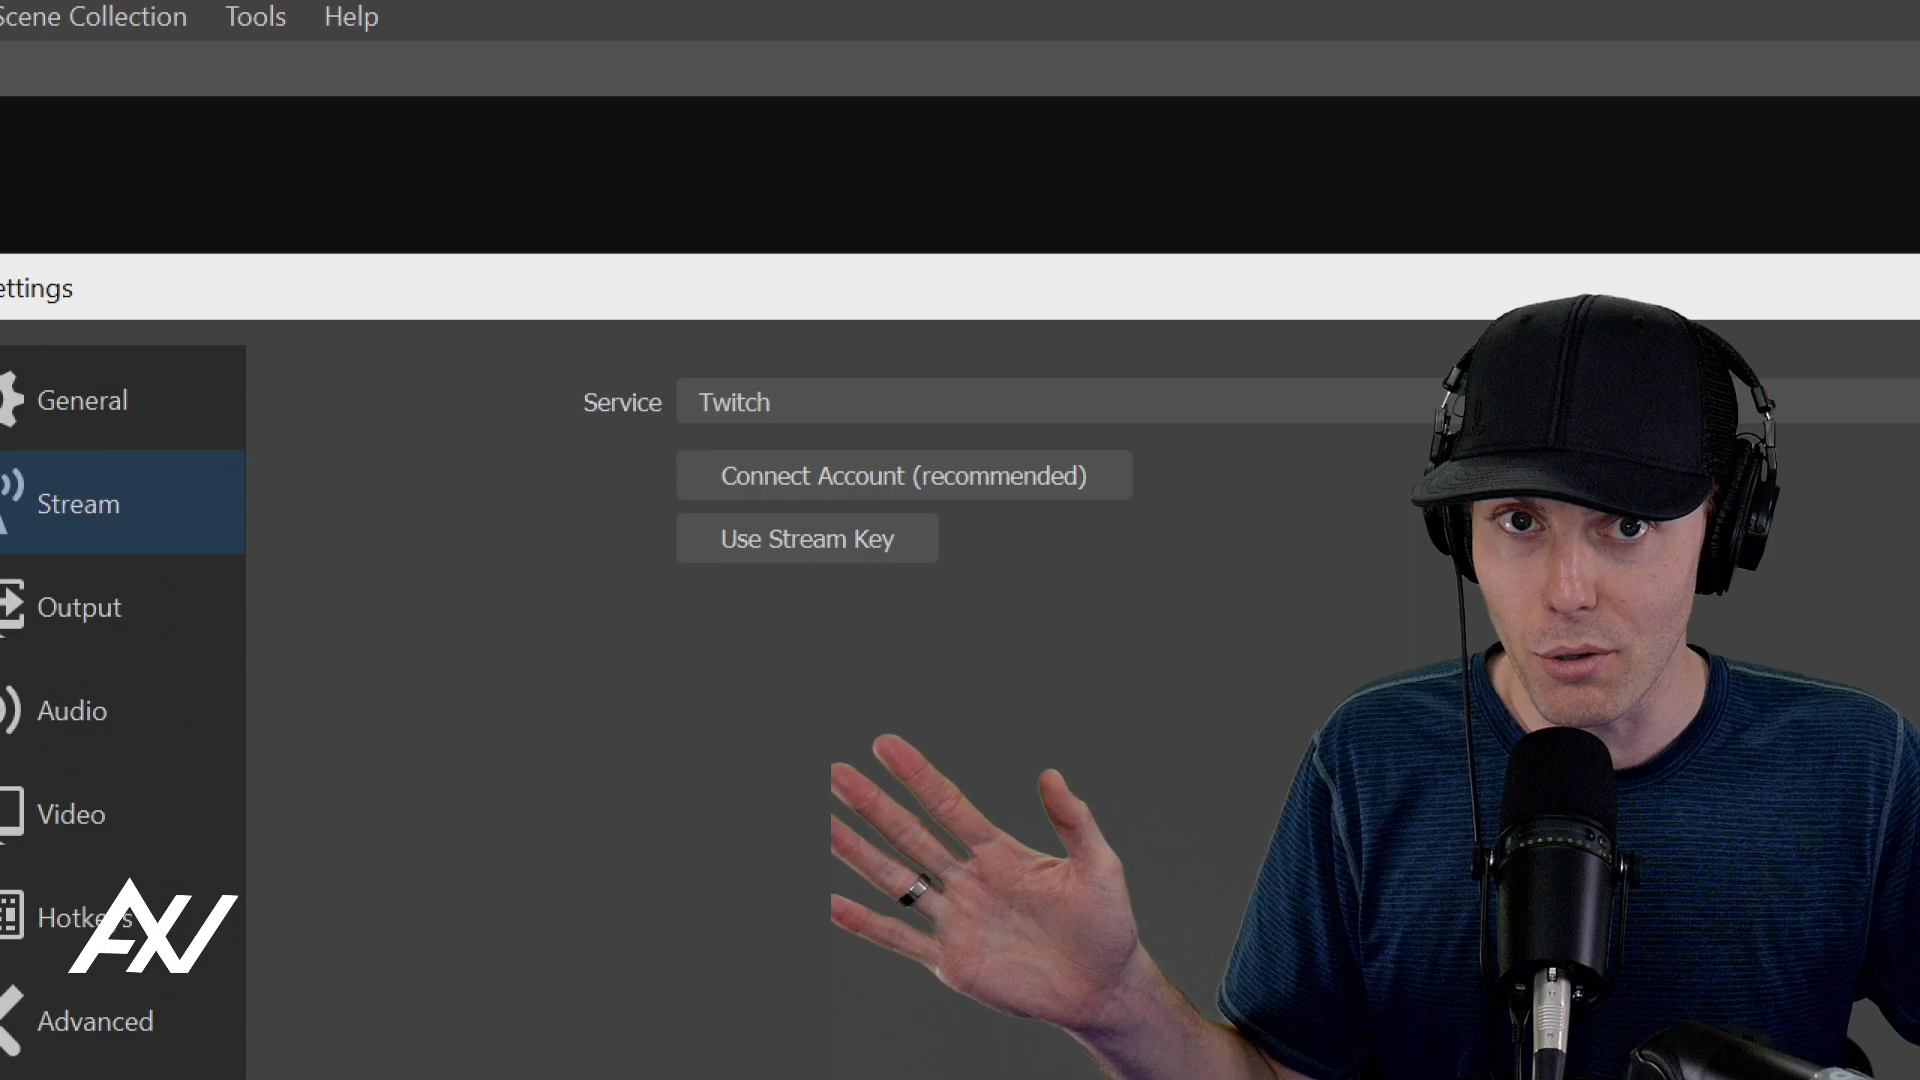 Scene Collection Tools Help
ettings
General
Service Twitch
Connect Account (recommended)
Stream
Use Stream Key
Output
Audio
Video
Hotkeys
Advanced